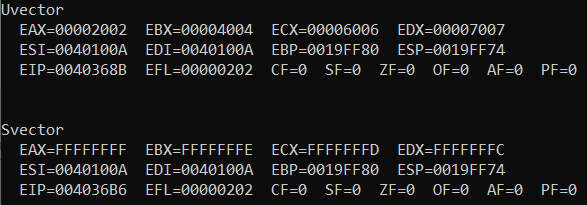 Uvector
EAX=00002002 EBX=00004004 ECX=00006006 EDX=00007007
ESI=0040100A EDI=0040100A EBP=0019FF80 ESP=0019FF74
EIP=0040368B EFL=00000202 CF=0 SF=0 ZF=0 OF=0 AF=0 PF=0
Svector
EAX=FFFFFFFF EBX=FFFFFFFE ECX=FFFFFFFD EDX=FFFFFFFC
ESI=0040100A EDI=0040100A EBP=0019FF80 ESP=0019FF74
EIP=004036B6 EFL=00000202 CF=0 SF=0 ZF=0 OF=0 AF=0 PF=0